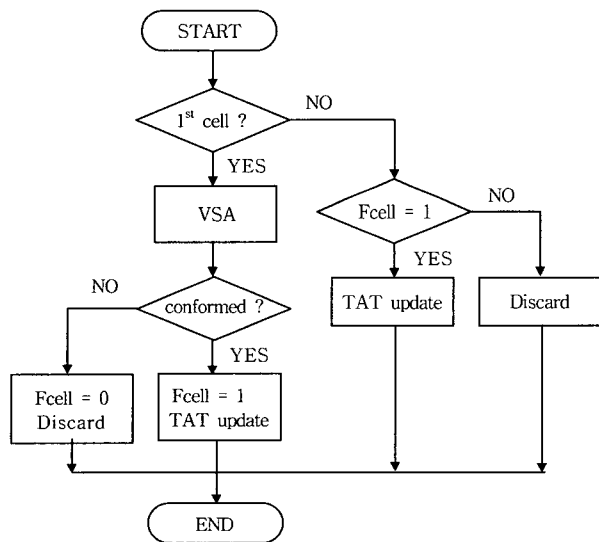 START
1st cell ?
NO
YES
VSA
Fcell = 1
NO
YES
NO
conformed ?
TAT update
Discard
YES
Fcell = 0
Discard
Fcell = 1
TAT update
END